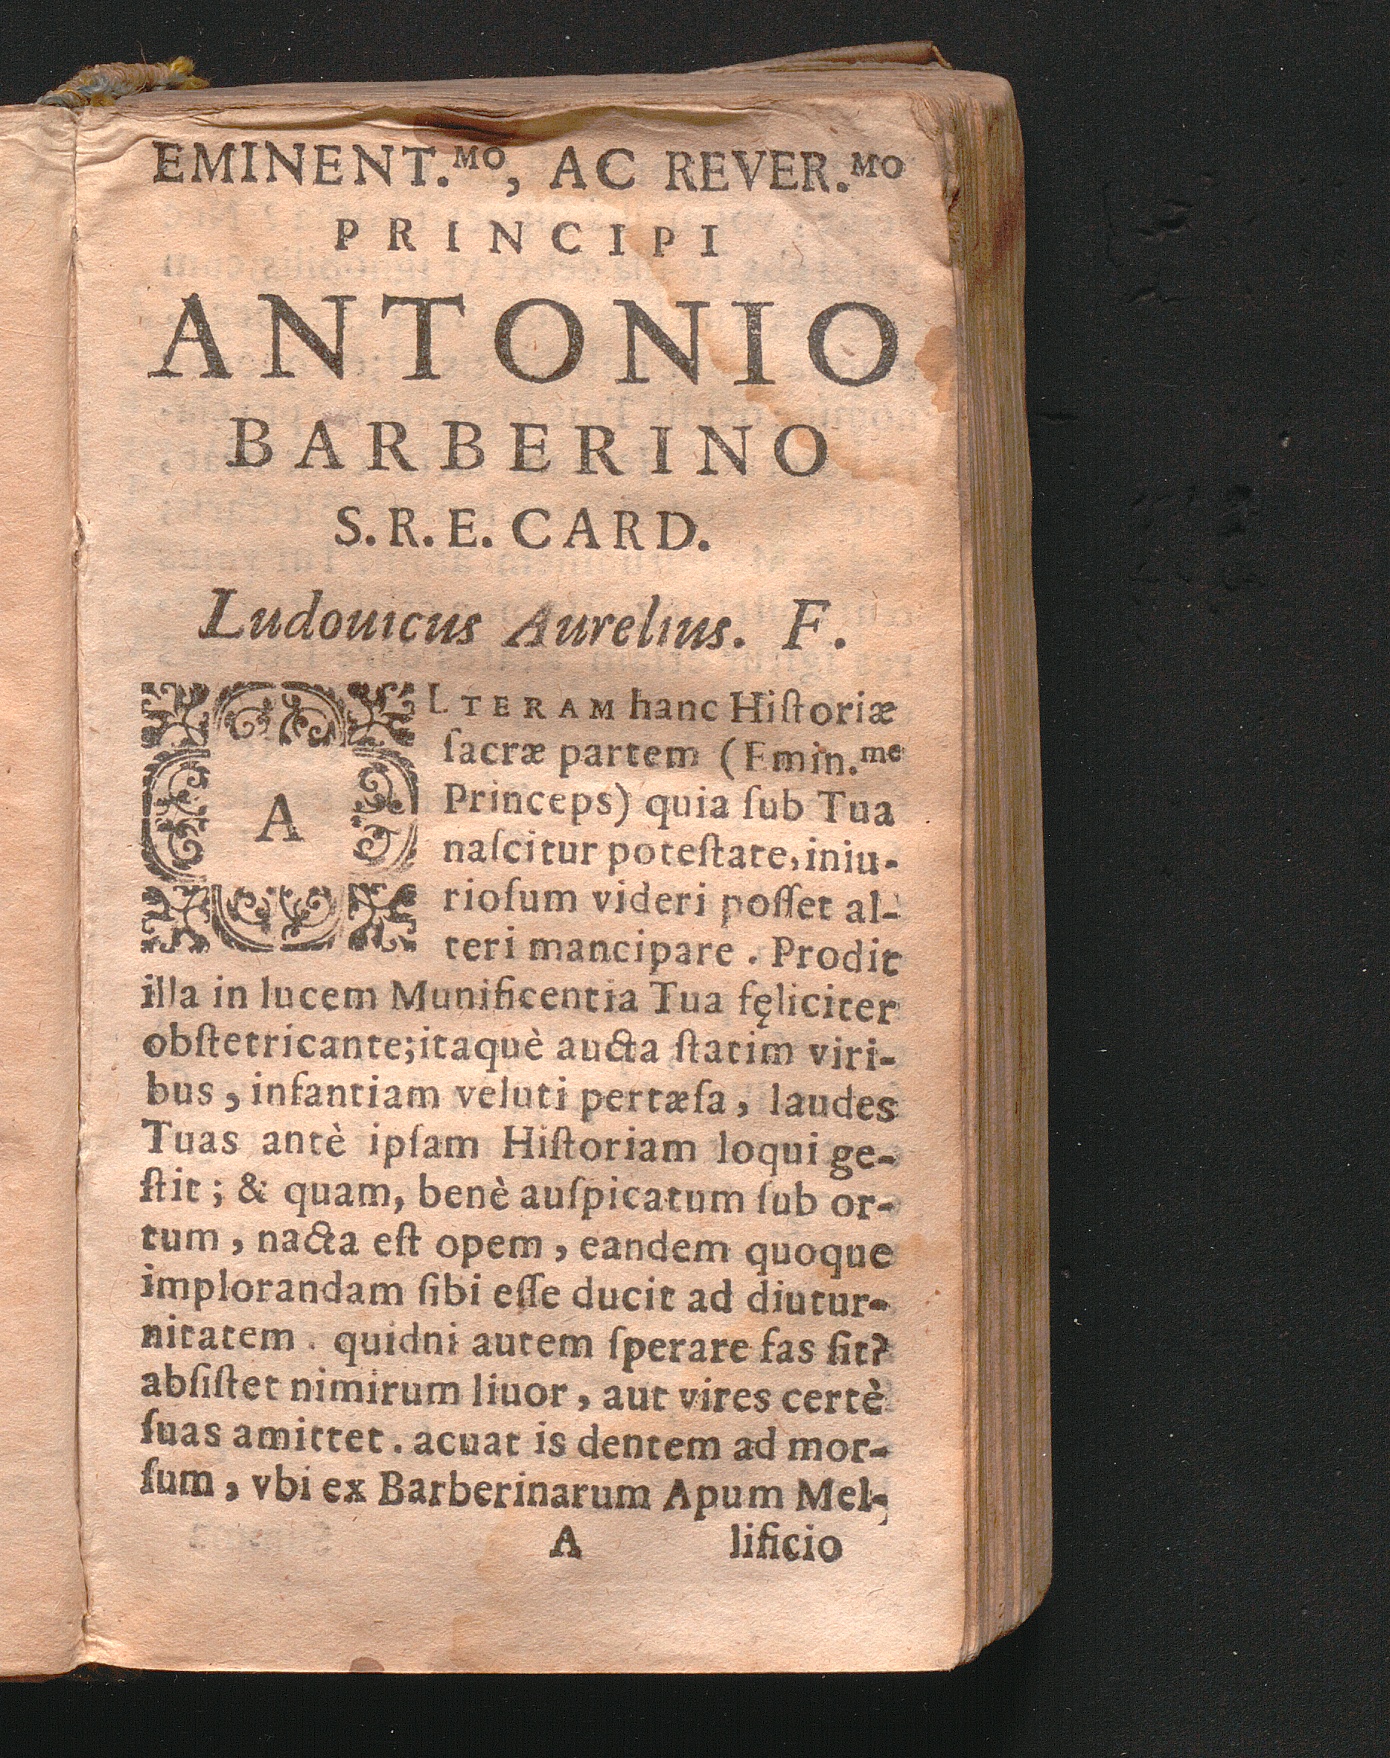 EMINENT.ᴹᴼ, AC REVER.ᴹᴼ
PRINCIPI
ANTONIO
BARBERINO
S.R.E. CARD.
Ludouicus Aurelius. F.
ALTERAM hanc Hiſtoriæ
ſacræ partem (Emin.ᵐᵉ
Princeps) quia ſub Tua
naſcitur poteſtate, iniu-
rioſum videri poſſet al-
teri mancipare. Prodit
illa in lucem Munificentia Tua fęliciter
obſtetricante; itaquè aucta ſtatim viri-
bus, infantiam veluti pertæſa, laudes
Tuas antè ipſam Hiſtoriam loqui ge-
ſtit; & quam, benè auſpicatum ſub or-
tum, nacta eſt opem, eandem quoque
implorandam ſibi eſſe ducit ad diutur-
nitatem. quidni autem ſperare fas ſit?
abſiſtet nimirum liuor, aut vires certè
ſuas amittet. acuat is dentem ad mor-
ſum, vbi ex Barberinarum Apum Mel-
A lificio